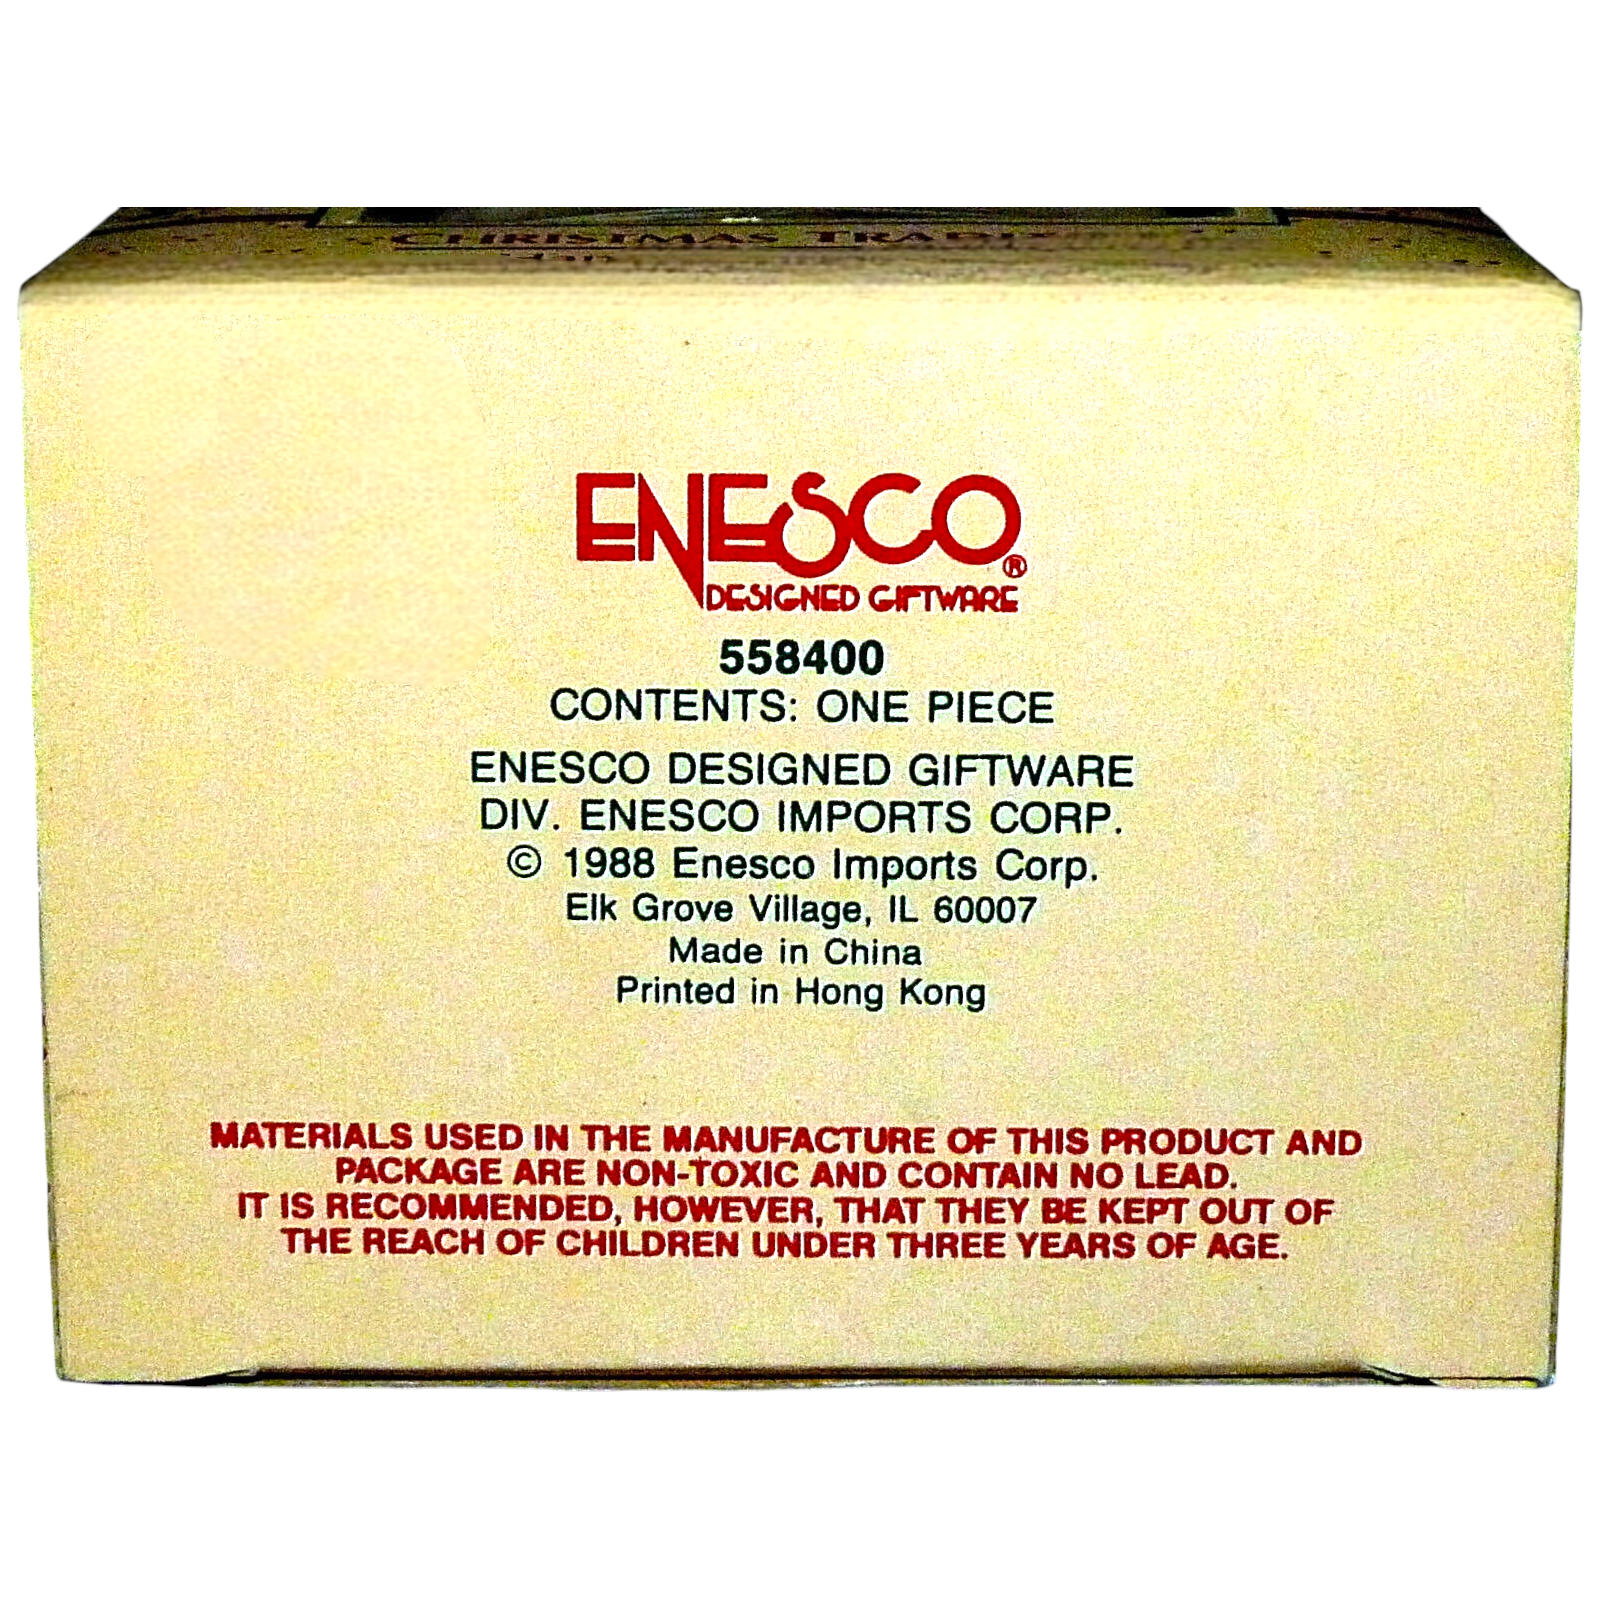 CHRISTMAS
ENESCO®
DESIGNED GIFTWARE
558400
CONTENTS: ONE PIECE
ENESCO DESIGNED GIFTWARE
DIV. ENESCO IMPORTS CORP.
© 1988 Enesco Imports Corp.
Elk Grove Village, IL 60007
Made in China
Printed in Hong Kong
MATERIALS USED IN THE MANUFACTURE OF THIS PRODUCT AND
PACKAGE ARE NON-TOXIC AND CONTAIN NO LEAD.
IT IS RECOMMENDED, HOWEVER, THAT THEY BE KEPT OUT OF
THE REACH OF CHILDREN UNDER THREE YEARS OF AGE.